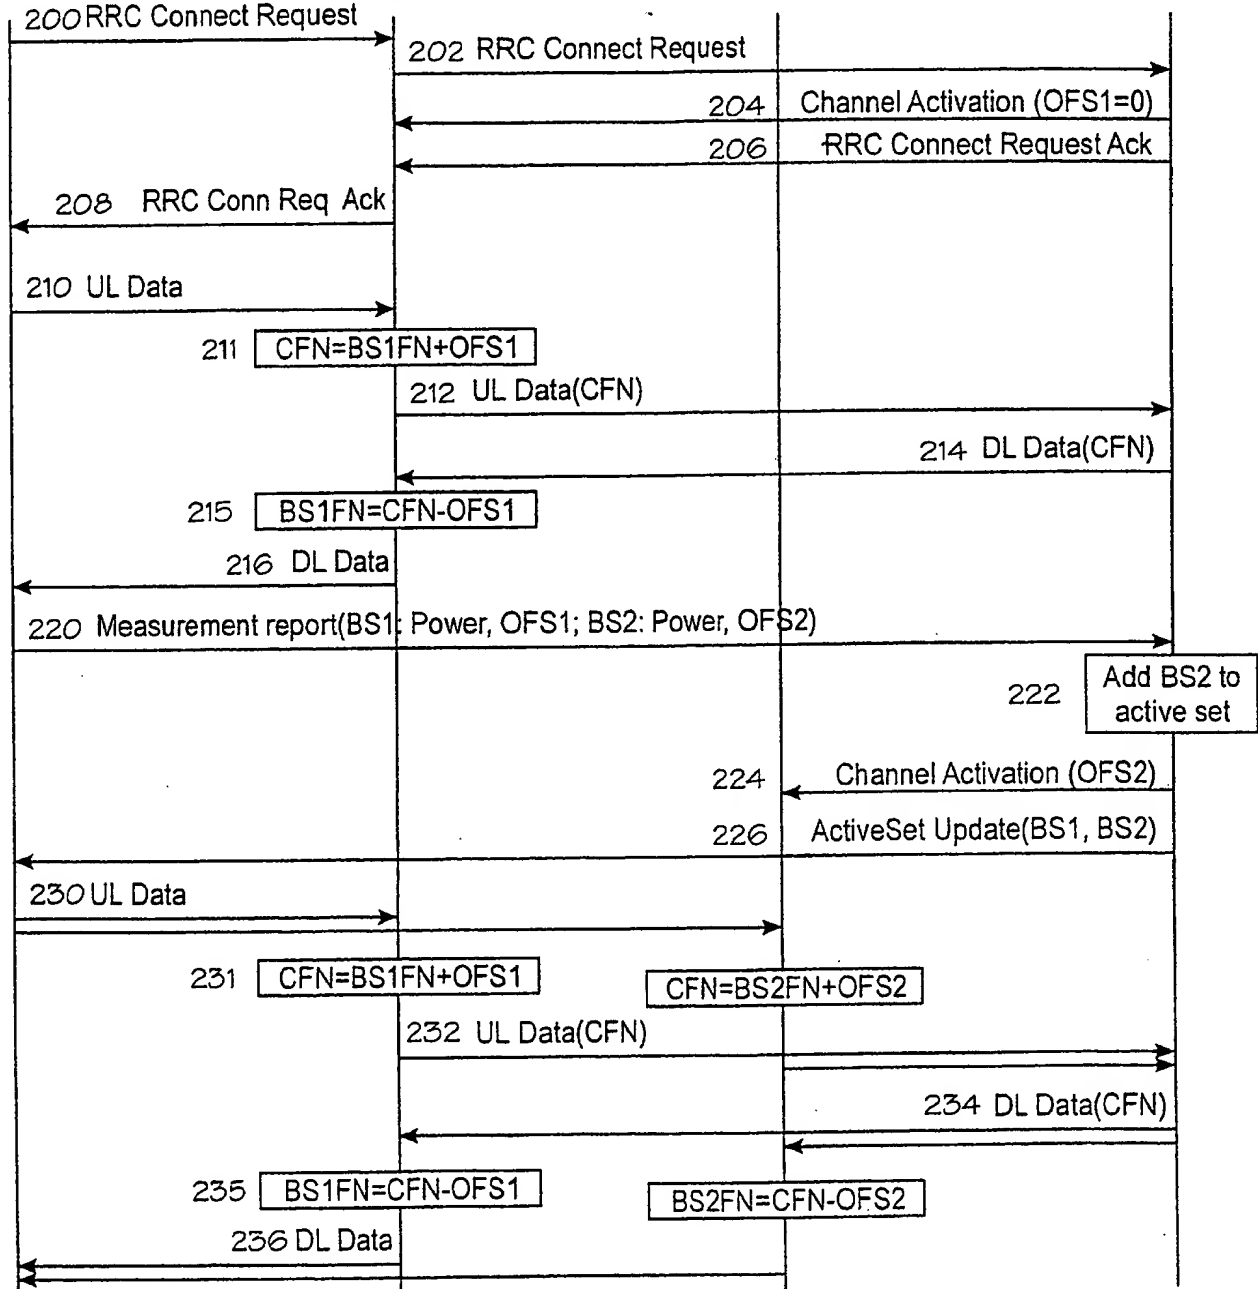 200 RRC Connect Request
202 RRC Connect Request
204 Channel Activation (OFS1=0)
206 RRC Connect Request Ack
208 RRC Conn Req Ack
210 UL Data
211 CFN=BS1FN+OFS1
212 UL Data(CFN)
214 DL Data(CFN)
215 BS1FN=CFN-OFS1
216 DL Data
220 Measurement report(BS1: Power, OFS1; BS2: Power, OFS2)
222 Add BS2 to
active set
224 Channel Activation (OFS2)
226 ActiveSet Update(BS1, BS2)
230 UL Data
231 CFN=BS1FN+OFS1
CFN=BS2FN+OFS2
232 UL Data(CFN)
234 DL Data(CFN)
235 BS1FN=CFN-OFS1
BS2FN=CFN-OFS2
236 DL Data